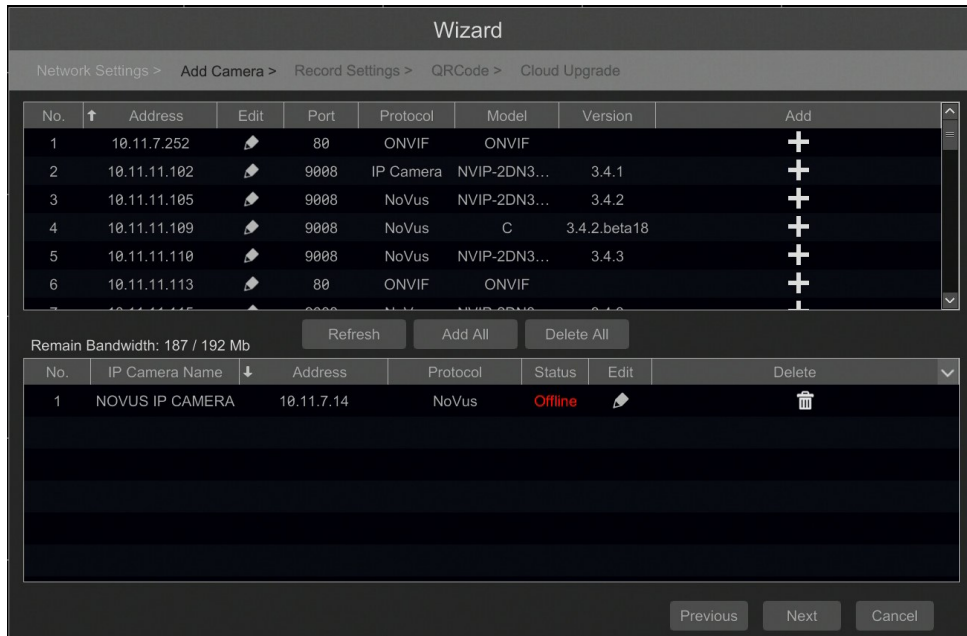 Wizard
Network Settings > Add Camera > Record Settings > QRCode > Cloud Upgrade
No. Address Edit Port Protocol Model Version Add
1 10.11.7.252 80 ONVIF ONVIF
2 10.11.11.102 9008 IP Camera NVIP-2DN3... 3.4.1
3 10.11.11.105 9008 NoVus NVIP-2DN3... 3.4.2
4 10.11.11.109 9008 NoVus C 3.4.2.beta18
5 10.11.11.110 9008 NoVus NVIP-2DN3... 3.4.3
6 10.11.11.113 80 ONVIF ONVIF
Refresh Add All Delete All
Remain Bandwidth: 187 / 192 Mb
No. IP Camera Name Address Protocol Status Edit Delete
1 NOVUS IP CAMERA 10.11.7.14 NoVus Offline
Previous Next Cancel